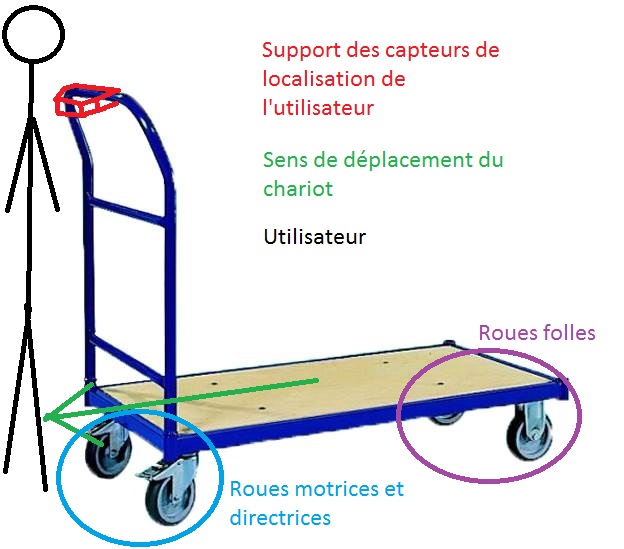 Support des capteurs de
localisation de
l'utilisateur
Sens de déplacement du
chariot
Utilisateur
Roues folles
Roues motrices et
directrices